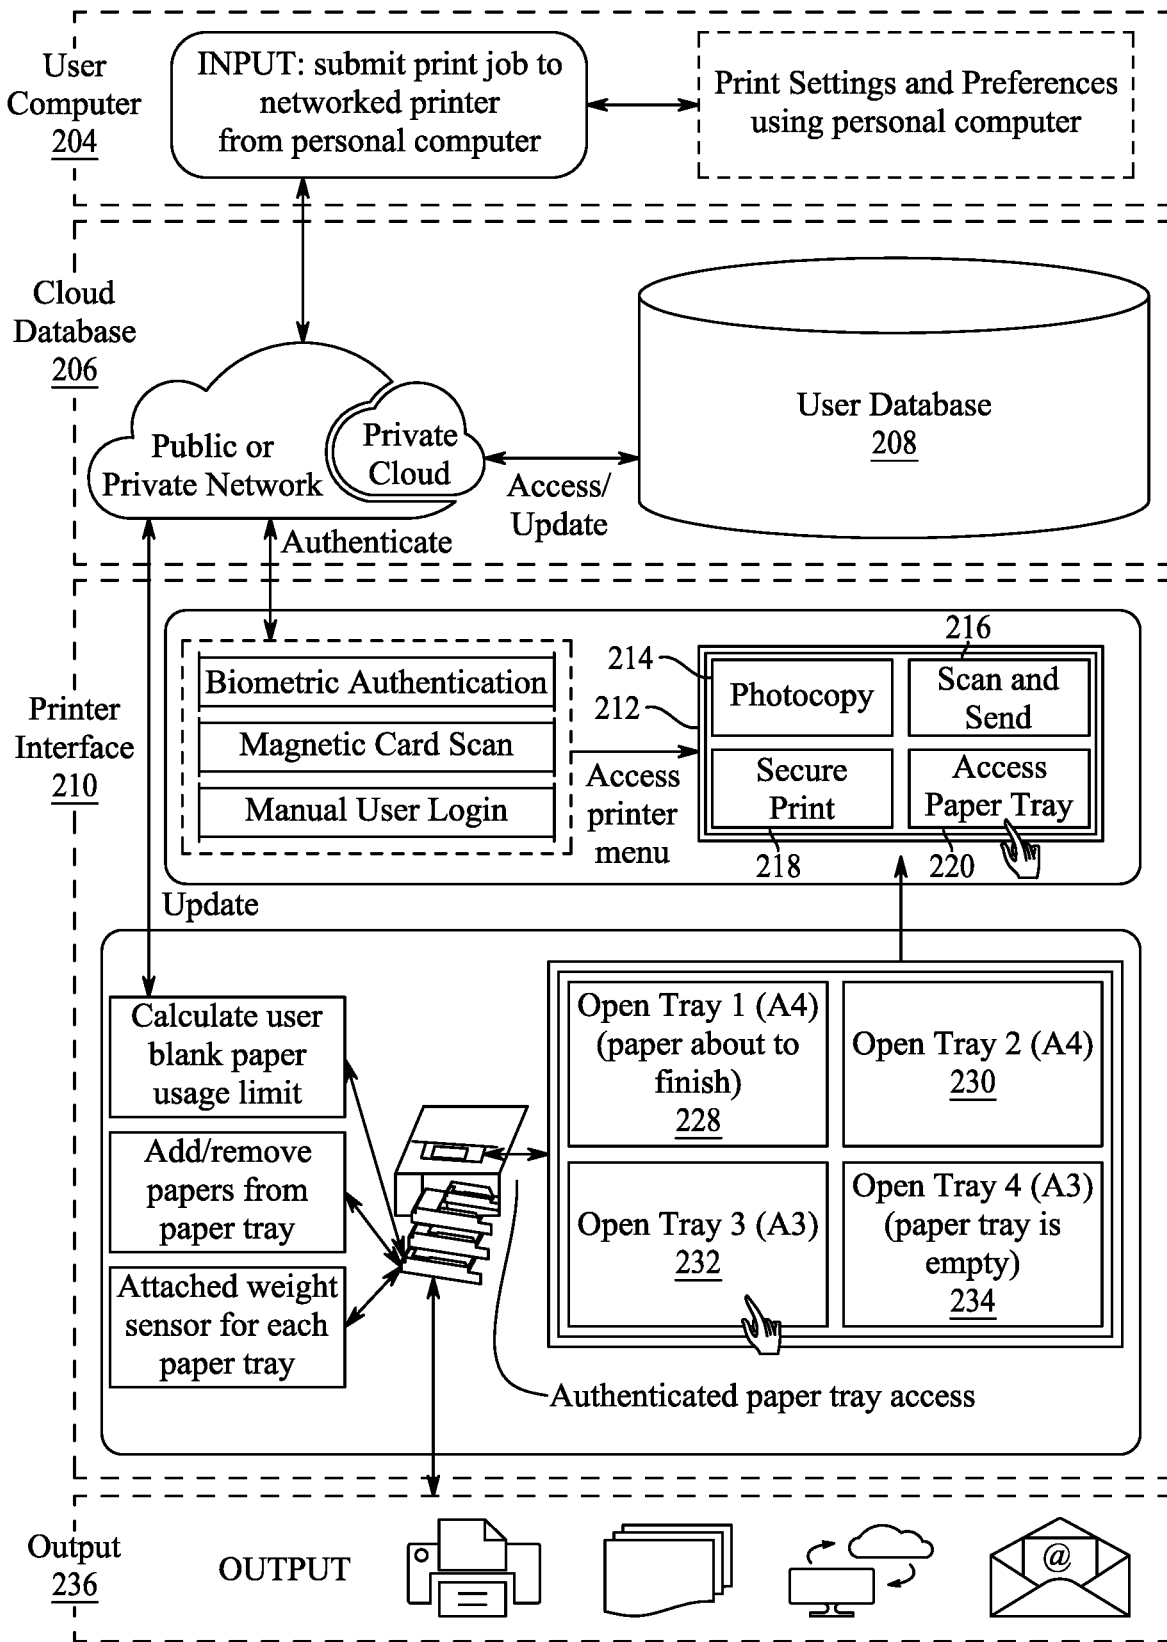 User
Computer
204
INPUT: submit print job to
networked printer
from personal computer
Print Settings and Preferences
using personal computer
Cloud
Database
206
Public or
Private Network
Private
Cloud
Access/
Update
User Database
208
Authenticate
Printer
Interface
210
Biometric Authentication
Magnetic Card Scan
Manual User Login
Access
printer
menu
214
212
216
Photocopy
Scan and
Send
Secure
Print
Access
Paper Tray
218
220
Update
Calculate user
blank paper
usage limit
Add/remove
papers from
paper tray
Attached weight
sensor for each
paper tray
Open Tray 1 (A4)
(paper about to
finish)
228
Open Tray 2 (A4)
230
Open Tray 3 (A3)
232
Open Tray 4 (A3)
(paper tray is
empty)
234
Authenticated paper tray access
Output
236
OUTPUT
@